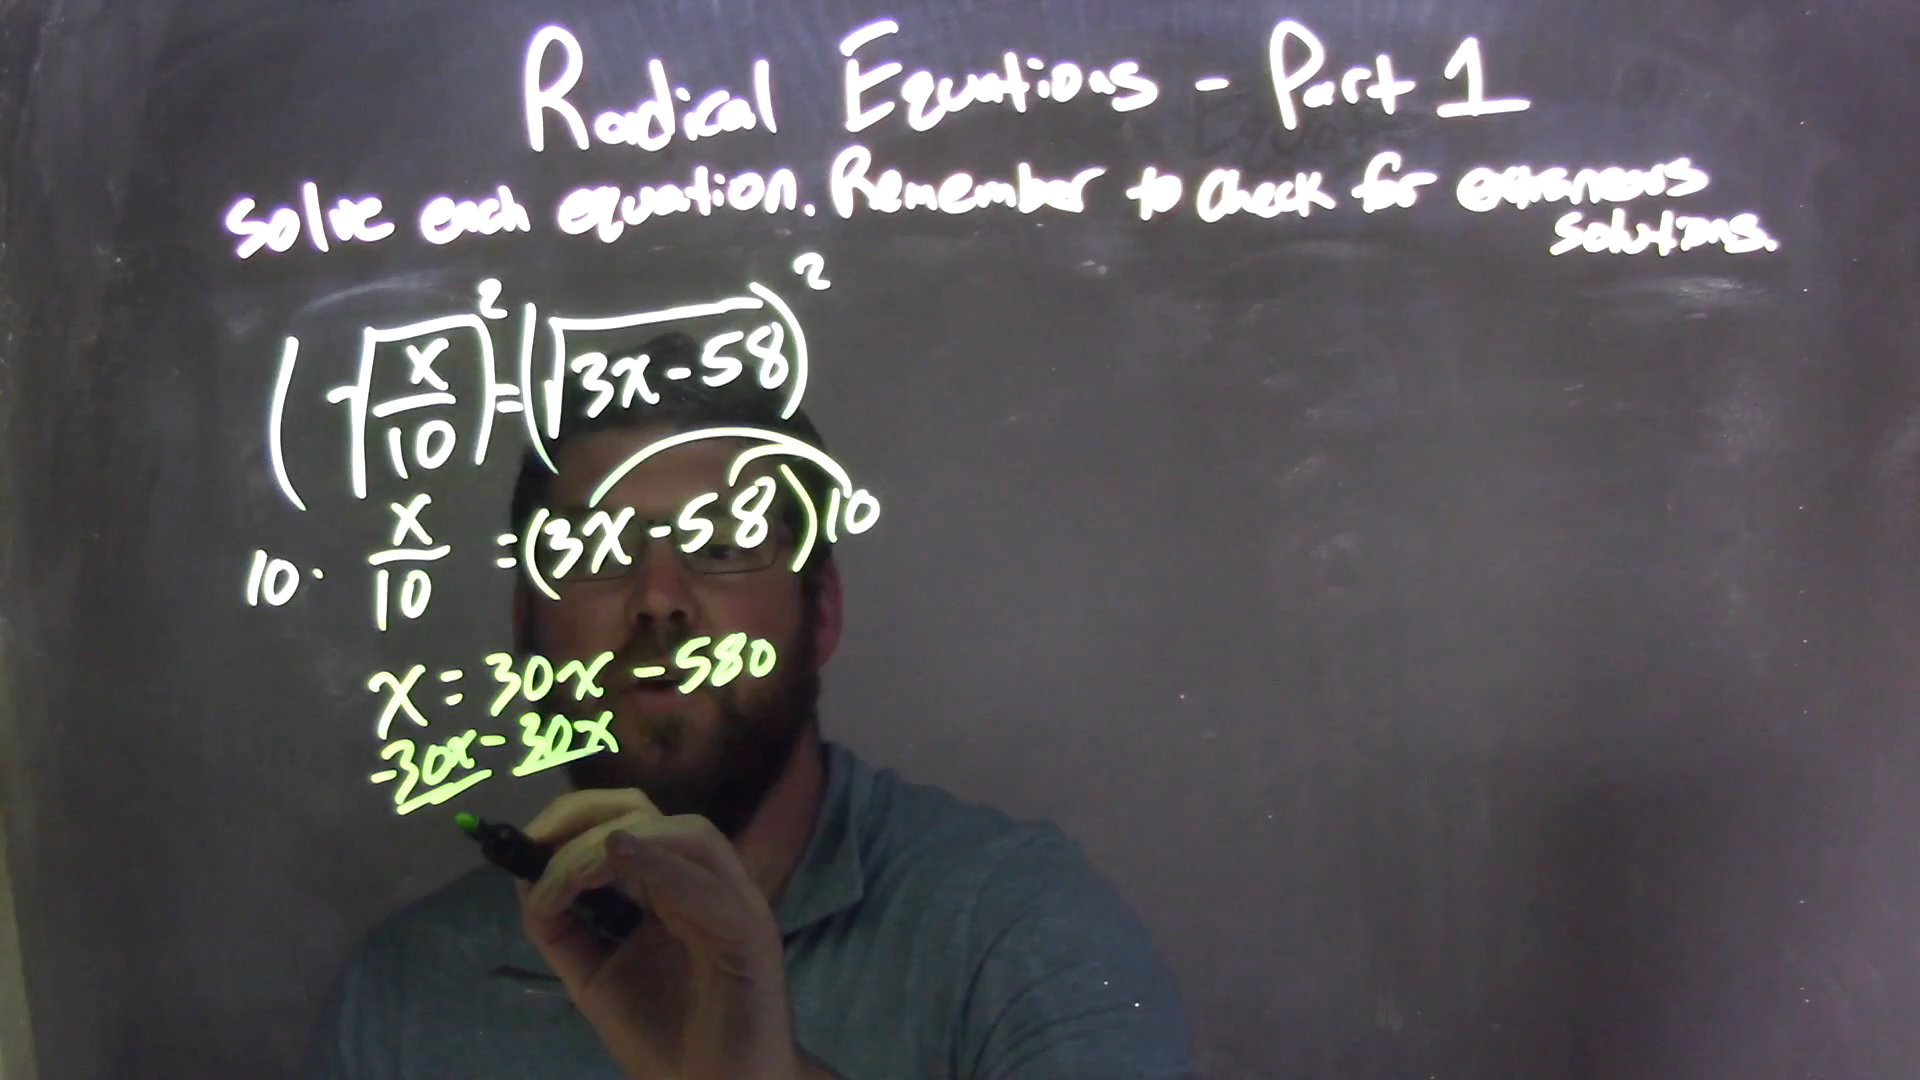 Radical Equations - Part 1
Solve each equation. Remember to check for extraneous
solutions.
(√(x/10))² = (√(3x-58))²
10 · x/10 = (3x-58)10
x = 30x - 580
-30x - 30x